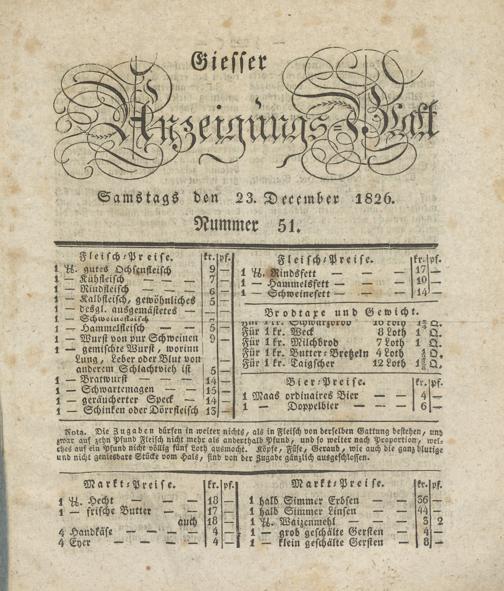 Giesser
Anzeigungs-Blatt
Samstags den 23. December 1826.
Nummer 51.
Fleisch-Preise. kr. pf.
1 ℔. gutes Ochsenfleisch 9 —
1 — Kuhfleisch — — 7 —
1 — Rindfleisch — — 6 —
1 — Kalbfleisch, gewöhnliches 5 —
1 — desgl. ausgemästetes —
1 — Schweinefleisch
1 — Hammelfleisch — — 5 —
1 — Wurst von pur Schweinen 9 —
1 — gemischte Wurst, worinn
Lung, Leber oder Blut von
anderem Schlachtvieh ist 5 —
1 — Bratwurst — — 14 —
1 — Schwartemagen — — 15 —
1 — geräucherter Speck — 14 —
1 — Schinken oder Dörrfleisch 13 —
Fleisch-Preise. kr. pf.
1 ℔. Rindsfett — — — 17 —
1 — Hammelsfett — — — 10 —
1 — Schweinefett — — — 14 —
Brodtaxe und Gewicht.
Für 1 kr. Schwarzbrod 16 Loth
Für 1 kr. Weck 8 Loth 1 Q.
Für 1 kr. Milchbrod 7 Loth 1 Q.
Für 1 kr. Butter-Bretzeln 4 Loth Q.
Für 1 kr. Taigscher 12 Loth Q.
Bier-Preise. kr. pf.
1 Maas ordinaires Bier — — 4 —
1 — Doppelbier — — 6 —
Nota. Die Zugaben dürfen in weiter nichts, als in Fleisch von derselben Gattung bestehen, und
zwar auf zehn Pfund Fleisch nicht mehr als anderthalb Pfund, und so weiter nach Proportion, wel-
ches auf ein Pfund nicht völlig fünf Loth ausmacht. Köpfe, Füse, Geraub, wie auch die ganz blutige
und nicht geniesbare Stücke vom Hals, sind von der Zugabe gänzlich ausgeschlossen.
Markt-Preise. kr. pf.
1 ℔. Hecht — — — 18 —
1 — frische Butter — — 17 —
auch 18 —
4 Handkäse — — — 4 —
4 Eyer — — — 4 —
Markt-Preise. kr. pf.
1 halb Simmer Erbsen — — 36 —
1 halb Simmer Linsen — — 44 —
1 ℔. Waizenmehl — — — 3 2
1 — grob geschälte Gersten — 4 —
1 — klein geschälte Gersten — 8 —